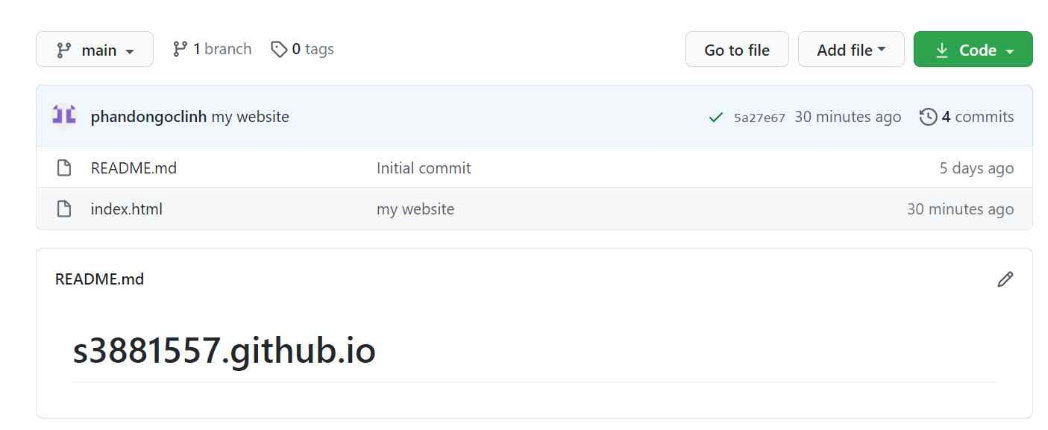 main 1 branch 0 tags Go to file Add file Code
phandongoclinh my website 5a27e67 30 minutes ago 4 commits
README.md Initial commit 5 days ago
index.html my website 30 minutes ago
README.md
s3881557.github.io